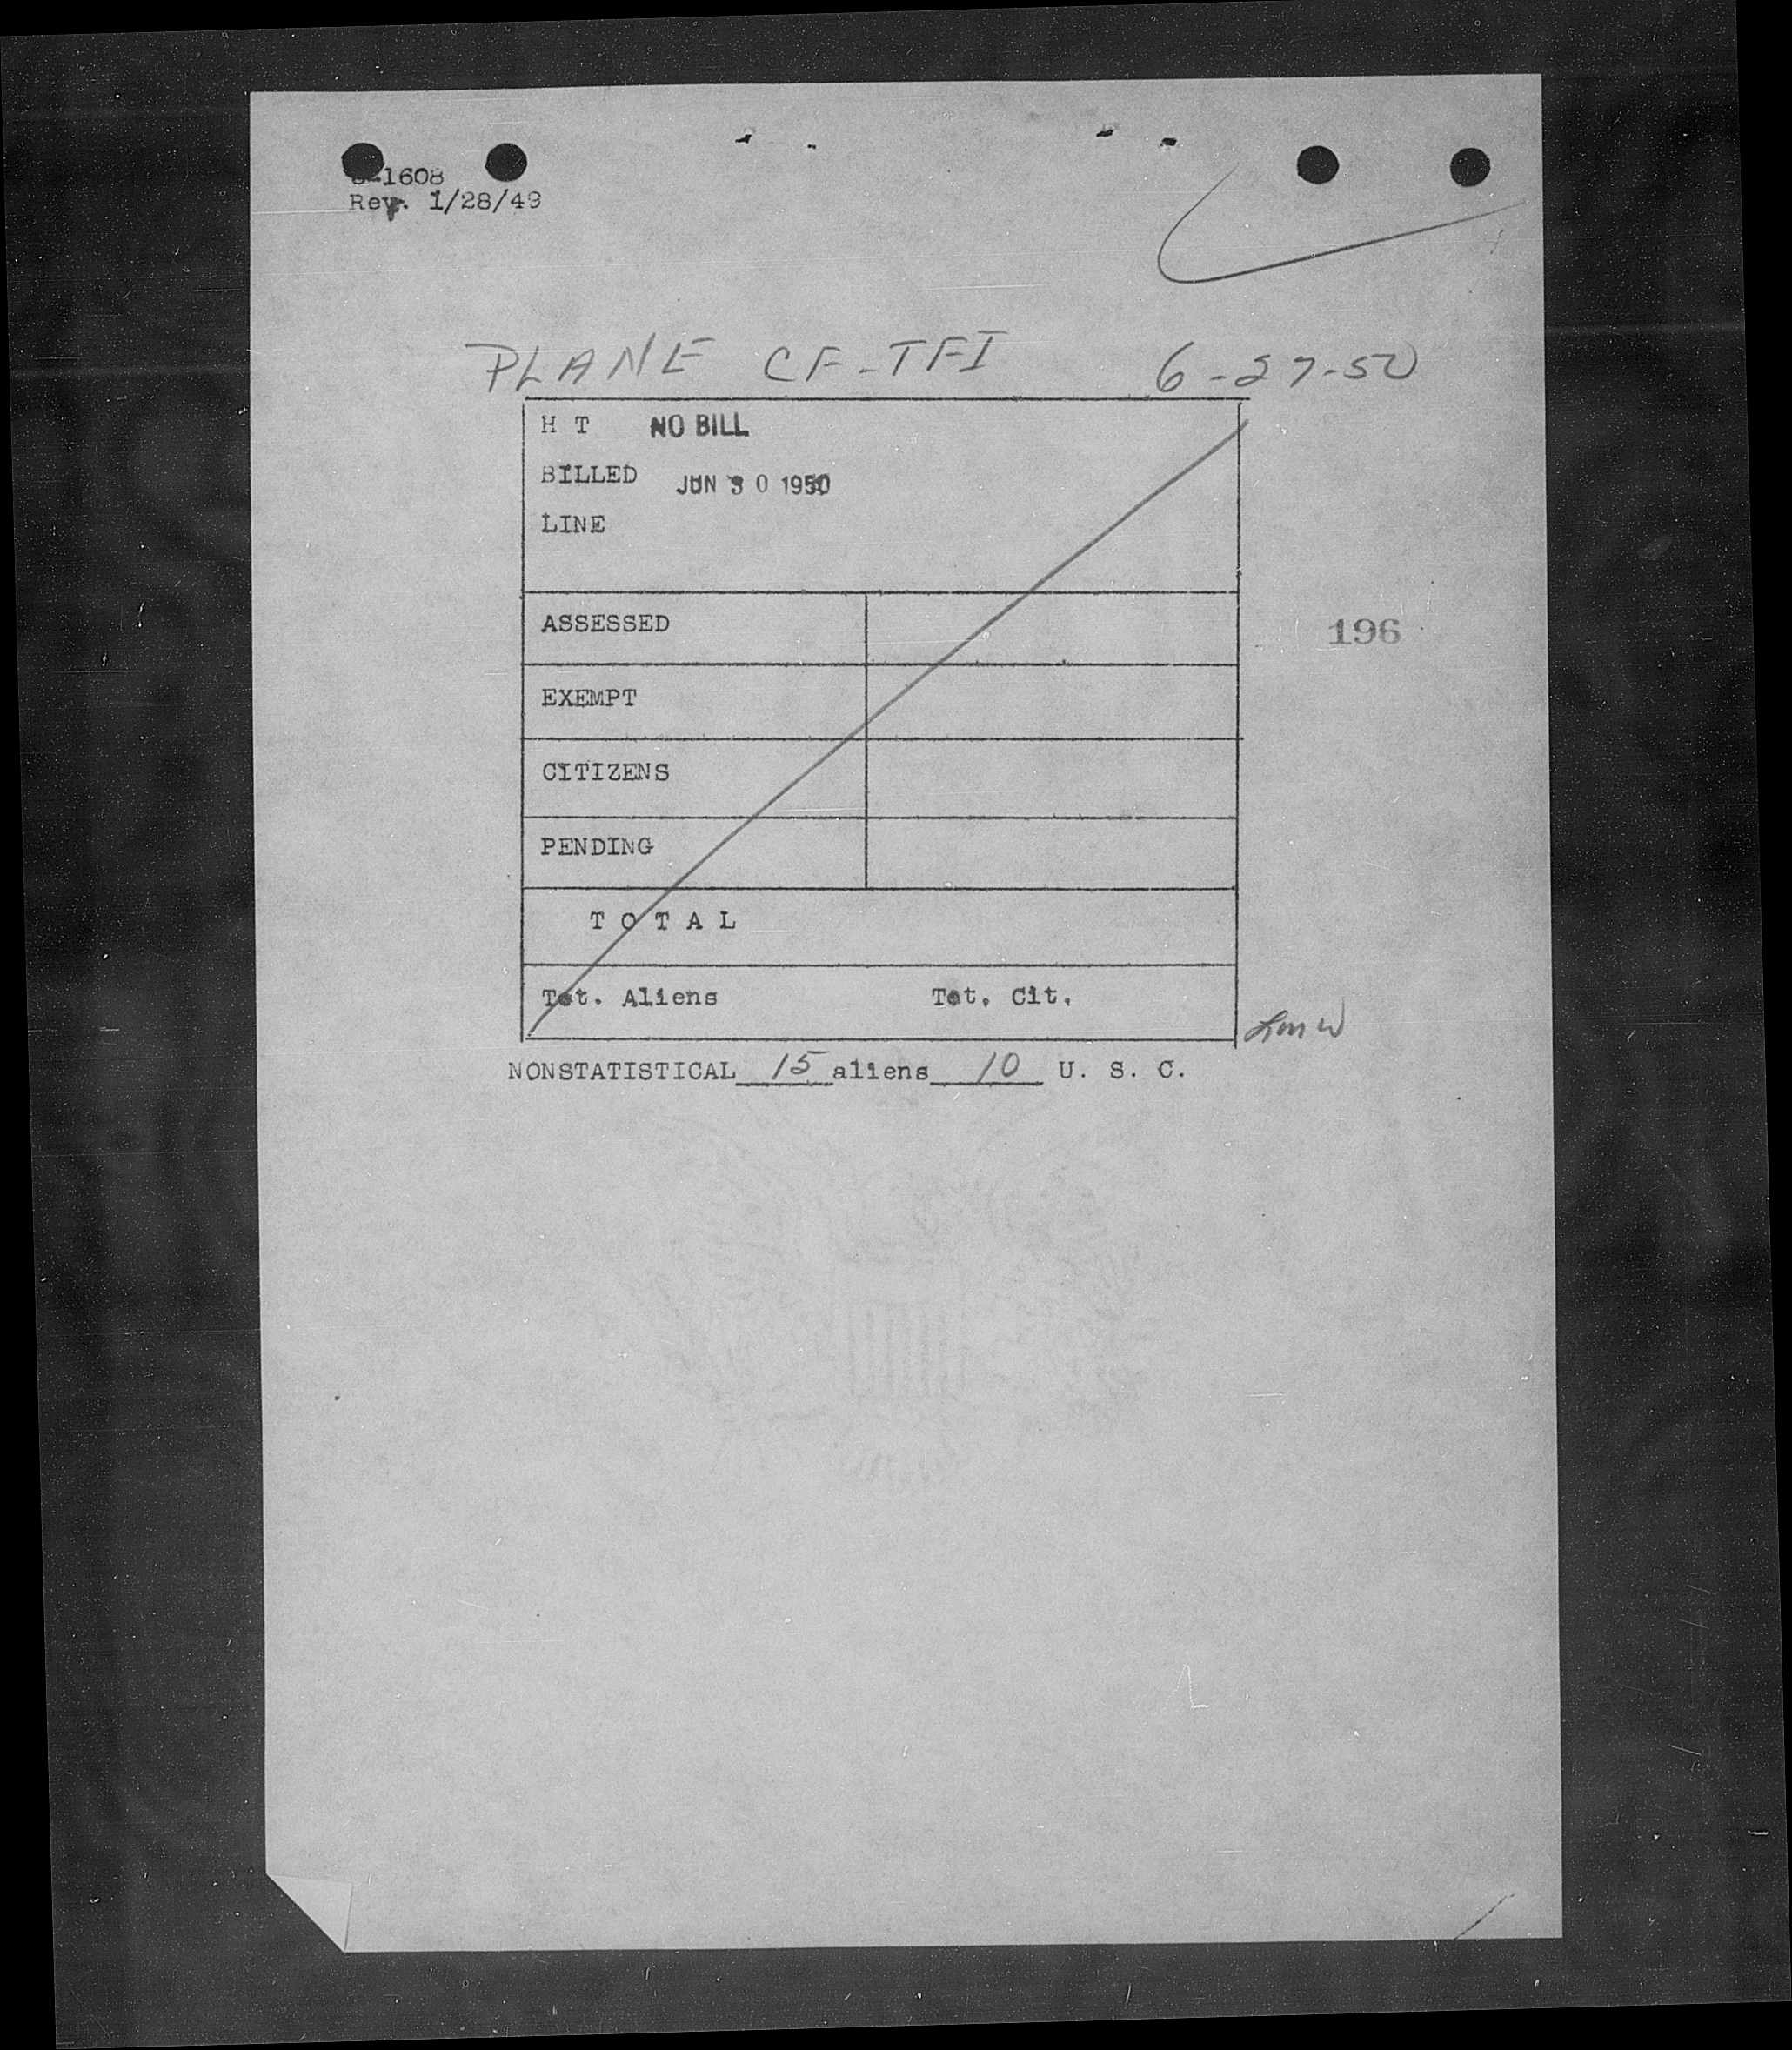 G-1608
Rev. 1/28/49
PLANE CF-TFI 6-27-50
H T NO BILL
BILLED JUN 30 1950
LINE
ASSESSED
196
EXEMPT
CITIZENS
PENDING
T O T A L
Tot. Aliens Tot. Cit.
NONSTATISTICAL 15 aliens 10 U. S. C.